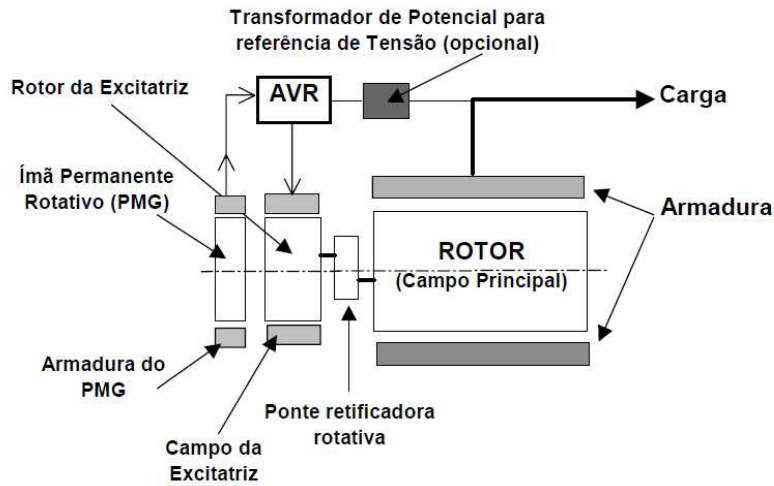 Transformador de Potencial para
referência de Tensão (opcional)
Rotor da Excitatriz
AVR
Carga
Ímã Permanente
Rotativo (PMG)
Armadura
ROTOR
(Campo Principal)
Armadura do
PMG
Ponte retificadora
rotativa
Campo da
Excitatriz